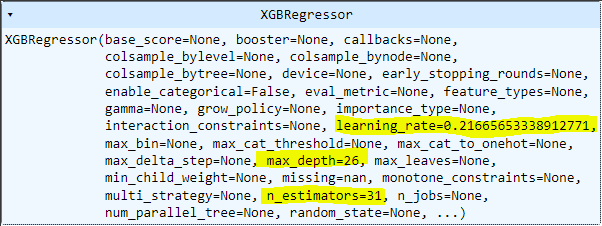 XGBRegressor
XGBRegressor(base_score=None, booster=None, callbacks=None,
colsample_bylevel=None, colsample_bynode=None,
colsample_bytree=None, device=None, early_stopping_rounds=None,
enable_categorical=False, eval_metric=None, feature_types=None,
gamma=None, grow_policy=None, importance_type=None,
interaction_constraints=None, learning_rate=0.21665653338912771,
max_bin=None, max_cat_threshold=None, max_cat_to_onehot=None,
max_delta_step=None, max_depth=26, max_leaves=None,
min_child_weight=None, missing=nan, monotone_constraints=None,
multi_strategy=None, n_estimators=31, n_jobs=None,
num_parallel_tree=None, random_state=None, ...)